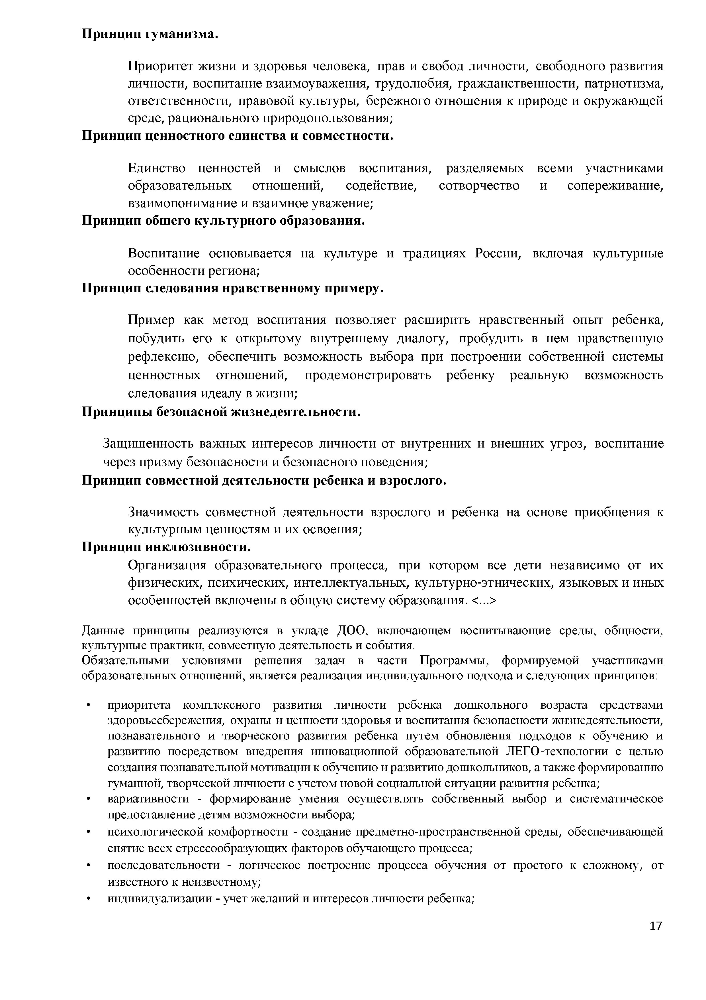 Принцип гуманизма.
Приоритет жизни и здоровья человека, прав и свобод личности, свободного развития
личности, воспитание взаимоуважения, трудолюбия, гражданственности, патриотизма,
ответственности, правовой культуры, бережного отношения к природе и окружающей
среде, рационального природопользования;
Принцип ценностного единства и совместности.
Единство ценностей и смыслов воспитания, разделяемых всеми участниками
образовательных отношений, содействие, сотворчество и сопереживание,
взаимопонимание и взаимное уважение;
Принцип общего культурного образования.
Воспитание основывается на культуре и традициях России, включая культурные
особенности региона;
Принцип следования нравственному примеру.
Пример как метод воспитания позволяет расширить нравственный опыт ребенка,
побудить его к открытому внутреннему диалогу, пробудить в нем нравственную
рефлексию, обеспечить возможность выбора при построении собственной системы
ценностных отношений, продемонстрировать ребенку реальную возможность
следования идеалу в жизни;
Принципы безопасной жизнедеятельности.
Защищенность важных интересов личности от внутренних и внешних угроз, воспитание
через призму безопасности и безопасного поведения;
Принцип совместной деятельности ребенка и взрослого.
Значимость совместной деятельности взрослого и ребенка на основе приобщения к
культурным ценностям и их освоения;
Принцип инклюзивности.
Организация образовательного процесса, при котором все дети независимо от их
физических, психических, интеллектуальных, культурно-этнических, языковых и иных
особенностей включены в общую систему образования. <...>
Данные принципы реализуются в укладе ДОО, включающем воспитывающие среды, общности,
культурные практики, совместную деятельность и события.
Обязательными условиями решения задач в части Программы, формируемой участниками
образовательных отношений, является реализация индивидуального подхода и следующих принципов:
• приоритета комплексного развития личности ребенка дошкольного возраста средствами
здоровьесбережения, охраны и ценности здоровья и воспитания безопасности жизнедеятельности,
познавательного и творческого развития ребенка путем обновления подходов к обучению и
развитию посредством внедрения инновационной образовательной ЛЕГО-технологии с целью
создания познавательной мотивации к обучению и развитию дошкольников, а также формированию
гуманной, творческой личности с учетом новой социальной ситуации развития ребенка;
• вариативности - формирование умения осуществлять собственный выбор и систематическое
предоставление детям возможности выбора;
• психологической комфортности - создание предметно-пространственной среды, обеспечивающей
снятие всех стрессообразующих факторов обучающего процесса;
• последовательности - логическое построение процесса обучения от простого к сложному, от
известного к неизвестному;
• индивидуализации - учет желаний и интересов личности ребенка;
17